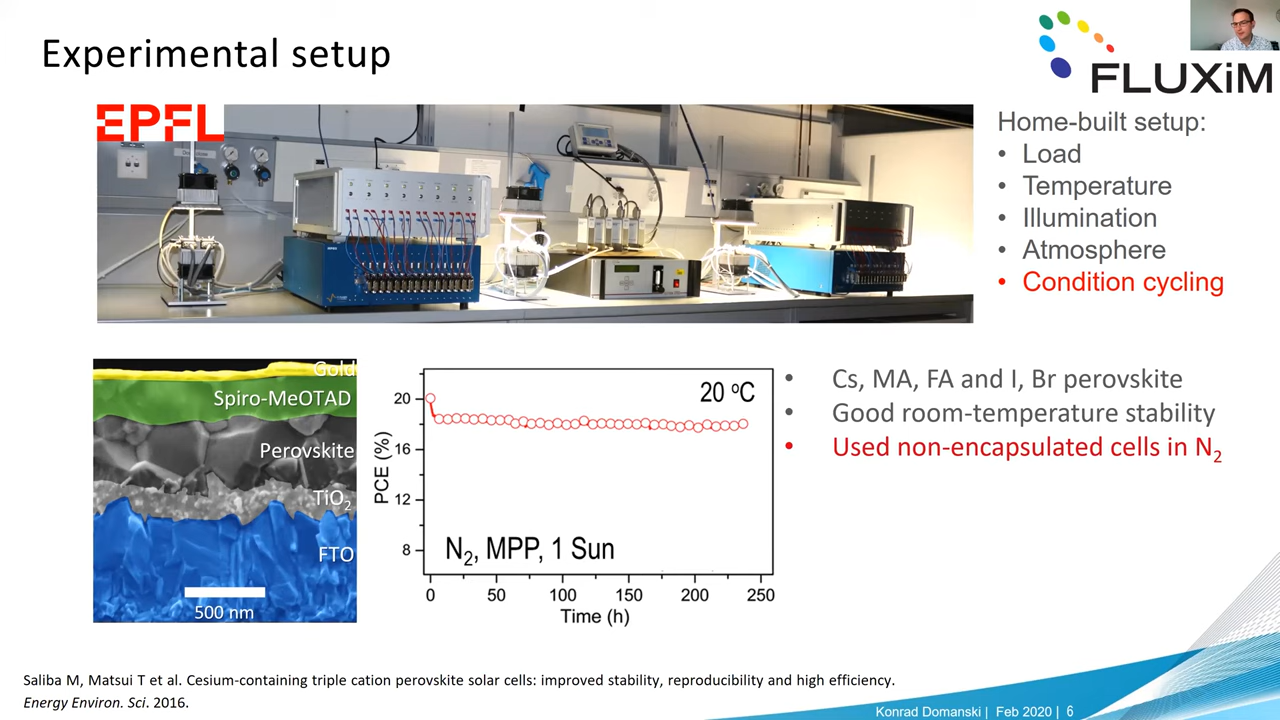 Experimental setup
FLUXiM
EPFL
Home-built setup:
• Load
• Temperature
• Illumination
• Atmosphere
• Condition cycling
Gold
Spiro-MeOTAD
Perovskite
TiO₂
FTO
500 nm
20 °C
PCE (%)
20
16
12
8
N₂, MPP, 1 Sun
0 50 100 150 200 250
Time (h)
• Cs, MA, FA and I, Br perovskite
• Good room-temperature stability
• Used non-encapsulated cells in N₂
Saliba M, Matsui T et al. Cesium-containing triple cation perovskite solar cells: improved stability, reproducibility and high efficiency.
Energy Environ. Sci. 2016.
Konrad Domanski | Feb 2020 | 6